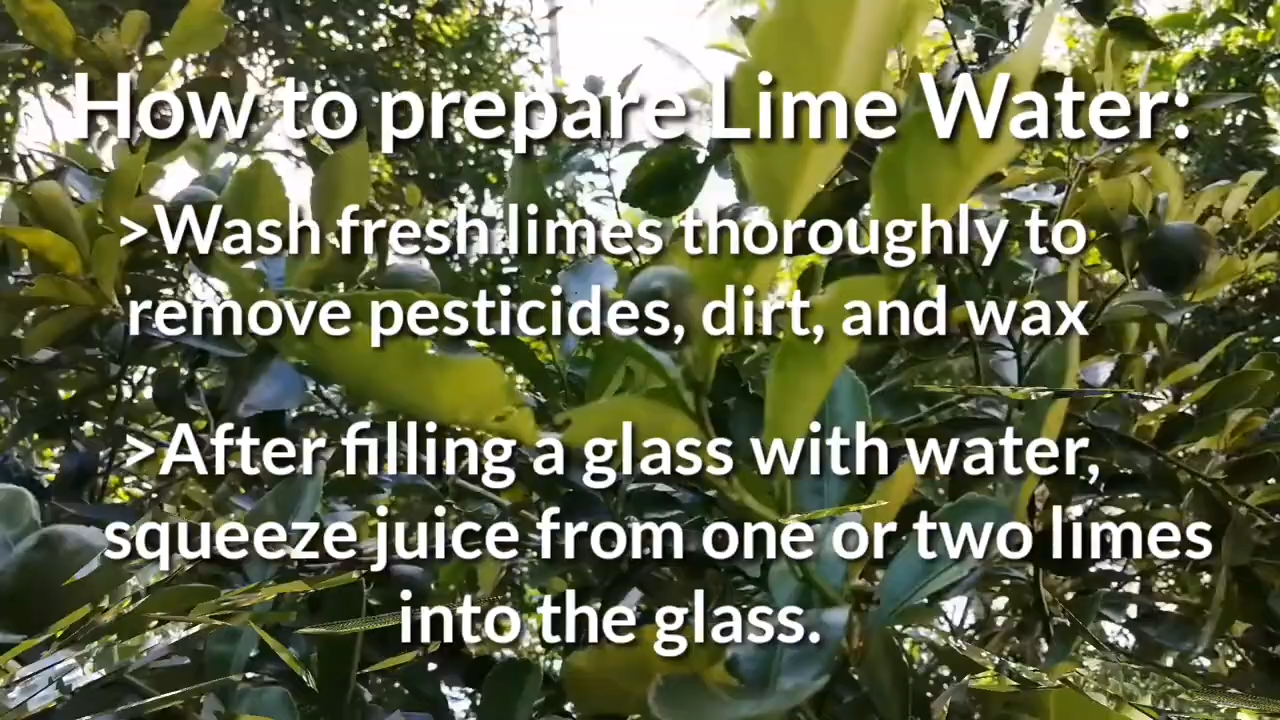 How to prepare Lime Water:
>Wash fresh limes thoroughly to
remove pesticides, dirt, and wax
>After filling a glass with water,
squeeze juice from one or two limes
into the glass.